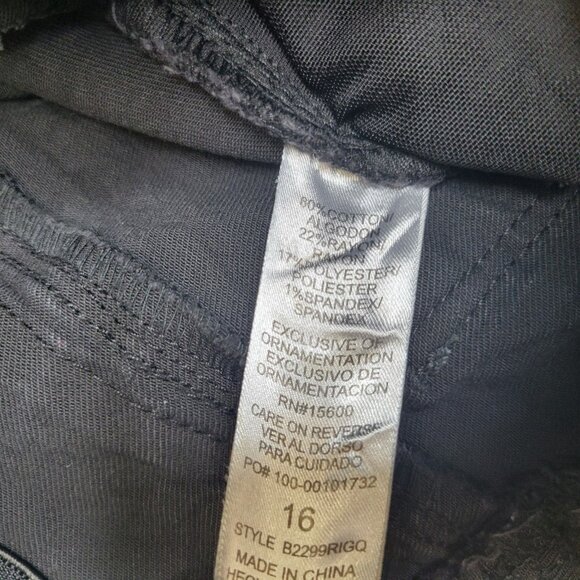 60% COTTON/
ALGODON
22% RAYON/
RAYON
17% POLYESTER/
POLIESTER
1% SPANDEX/
SPANDEX
EXCLUSIVE OF
ORNAMENTATION
EXCLUSIVO DE
ORNAMENTACION
RN#15600
CARE ON REVERSE
VER AL DORSO
PARA CUIDADO
PO# 100-00101732
16
STYLE B2299RIGQ
MADE IN CHINA